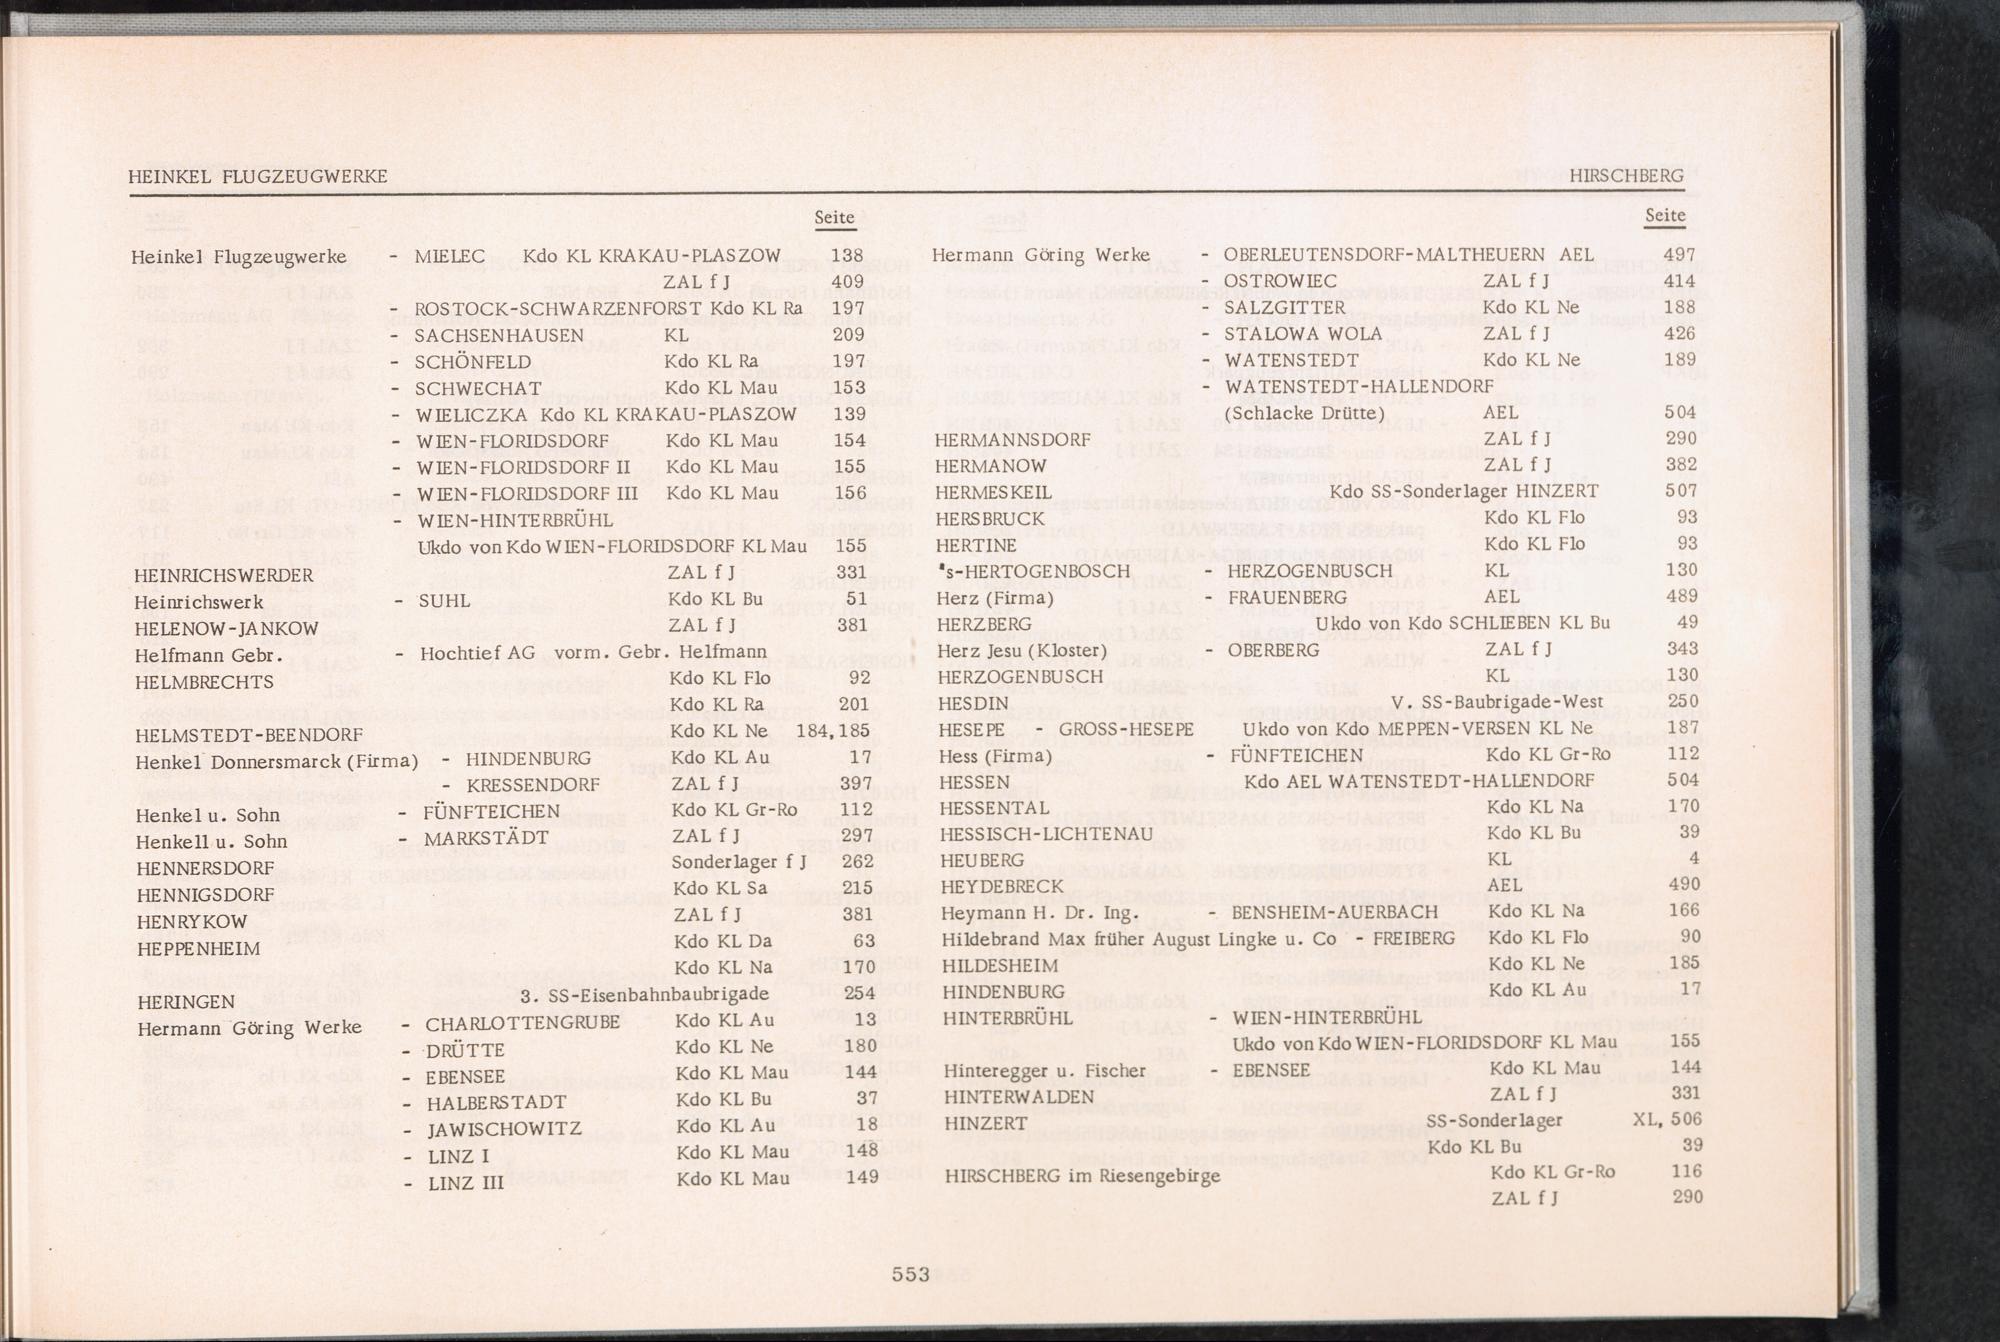 HEINKEL FLUGZEUGWERKE HIRSCHBERG
Seite
Heinkel Flugzeugwerke - MIELEC Kdo KL KRAKAU-PLASZOW 138
ZAL f J 409
- ROSTOCK-SCHWARZENFORST Kdo KL Ra 197
- SACHSENHAUSEN KL 209
- SCHÖNFELD Kdo KL Ra 197
- SCHWECHAT Kdo KL Mau 153
- WIELICZKA Kdo KL KRAKAU-PLASZOW 139
- WIEN-FLORIDSDORF Kdo KL Mau 154
- WIEN-FLORIDSDORF II Kdo KL Mau 155
- WIEN-FLORIDSDORF III Kdo KL Mau 156
- WIEN-HINTERBRÜHL
Ukdo von Kdo WIEN-FLORIDSDORF KL Mau 155
HEINRICHSWERDER ZAL f J 331
Heinrichswerk - SUHL Kdo KL Bu 51
HELENOW-JANKOW ZAL f J 381
Helfmann Gebr. - Hochtief AG vorm. Gebr. Helfmann
HELMBRECHTS Kdo KL Flo 92
Kdo KL Ra 201
HELMSTEDT-BEENDORF Kdo KL Ne 184,185
Henkel Donnersmarck (Firma) - HINDENBURG Kdo KL Au 17
- KRESSENDORF ZAL f J 397
Henkel u. Sohn - FÜNFTEICHEN Kdo KL Gr-Ro 112
Henkell u. Sohn - MARKSTÄDT ZAL f J 297
HENNERSDORF Sonderlager f J 262
HENNIGSDORF Kdo KL Sa 215
HENRYKOW ZAL f J 381
HEPPENHEIM Kdo KL Da 63
Kdo KL Na 170
HERINGEN 3. SS-Eisenbahnbaubrigade 254
Hermann Göring Werke - CHARLOTTENGRUBE Kdo KL Au 13
- DRÜTTE Kdo KL Ne 180
- EBENSEE Kdo KL Mau 144
- HALBERSTADT Kdo KL Bu 37
- JAWISCHOWITZ Kdo KL Au 18
- LINZ I Kdo KL Mau 148
- LINZ III Kdo KL Mau 149
Seite
Hermann Göring Werke - OBERLEUTENSDORF-MALTHEUERN AEL 497
- OSTROWIEC ZAL f J 414
- SALZGITTER Kdo KL Ne 188
- STALOWA WOLA ZAL f J 426
- WATENSTEDT Kdo KL Ne 189
- WATENSTEDT-HALLENDORF
(Schlacke Drütte) AEL 504
HERMANNSDORF ZAL f J 290
HERMANOW ZAL f J 382
HERMESKEIL Kdo SS-Sonderlager HINZERT 507
HERSBRUCK Kdo KL Flo 93
HERTINE Kdo KL Flo 93
's-HERTOGENBOSCH - HERZOGENBUSCH KL 130
Herz (Firma) - FRAUENBERG AEL 489
HERZBERG Ukdo von Kdo SCHLIEBEN KL Bu 49
Herz Jesu (Kloster) - OBERBERG ZAL f J 343
HERZOGENBUSCH KL 130
HESDIN V. SS-Baubrigade-West 250
HESEPE - GROSS-HESEPE Ukdo von Kdo MEPPEN-VERSEN KL Ne 187
Hess (Firma) - FÜNFTEICHEN Kdo KL Gr-Ro 112
HESSEN Kdo AEL WATENSTEDT-HALLENDORF 504
HESSENTAL Kdo KL Na 170
HESSISCH-LICHTENAU Kdo KL Bu 39
HEUBERG KL 4
HEYDEBRECK AEL 490
Heymann H. Dr. Ing. - BENSHEIM-AUERBACH Kdo KL Na 166
Hildebrand Max früher August Lingke u. Co - FREIBERG Kdo KL Flo 90
HILDESHEIM Kdo KL Ne 185
HINDENBURG Kdo KL Au 17
HINTERBRÜHL - WIEN-HINTERBRÜHL
Ukdo von Kdo WIEN-FLORIDSDORF KL Mau 155
Hinteregger u. Fischer - EBENSEE Kdo KL Mau 144
HINTERWALDEN ZAL f J 331
HINZERT SS-Sonderlager XL, 506
Kdo KL Bu 39
HIRSCHBERG im Riesengebirge Kdo KL Gr-Ro 116
ZAL f J 290
553